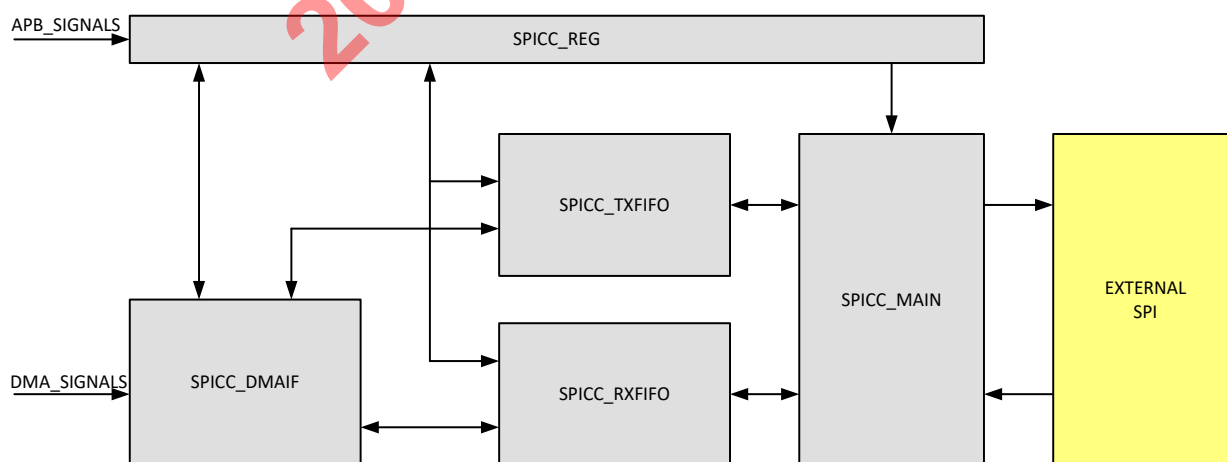 APB_SIGNALS
SPICC_REG
SPICC_TXFIFO
SPICC_MAIN
EXTERNAL
SPI
DMA_SIGNALS
SPICC_DMAIF
SPICC_RXFIFO